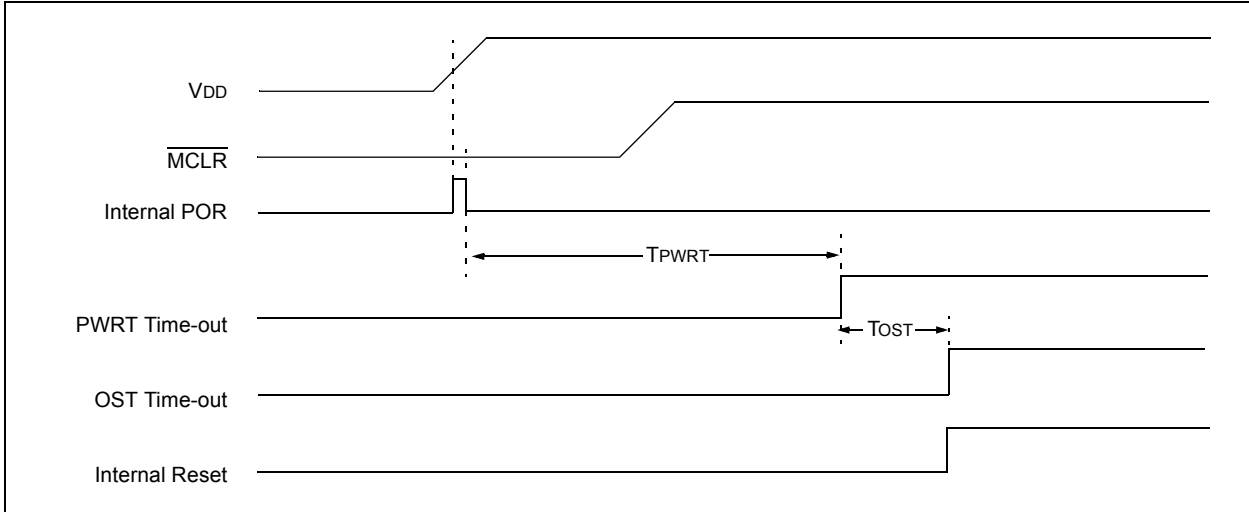 VDD
MCLR
Internal POR
TPWRT
PWRT Time-out
TOST
OST Time-out
Internal Reset